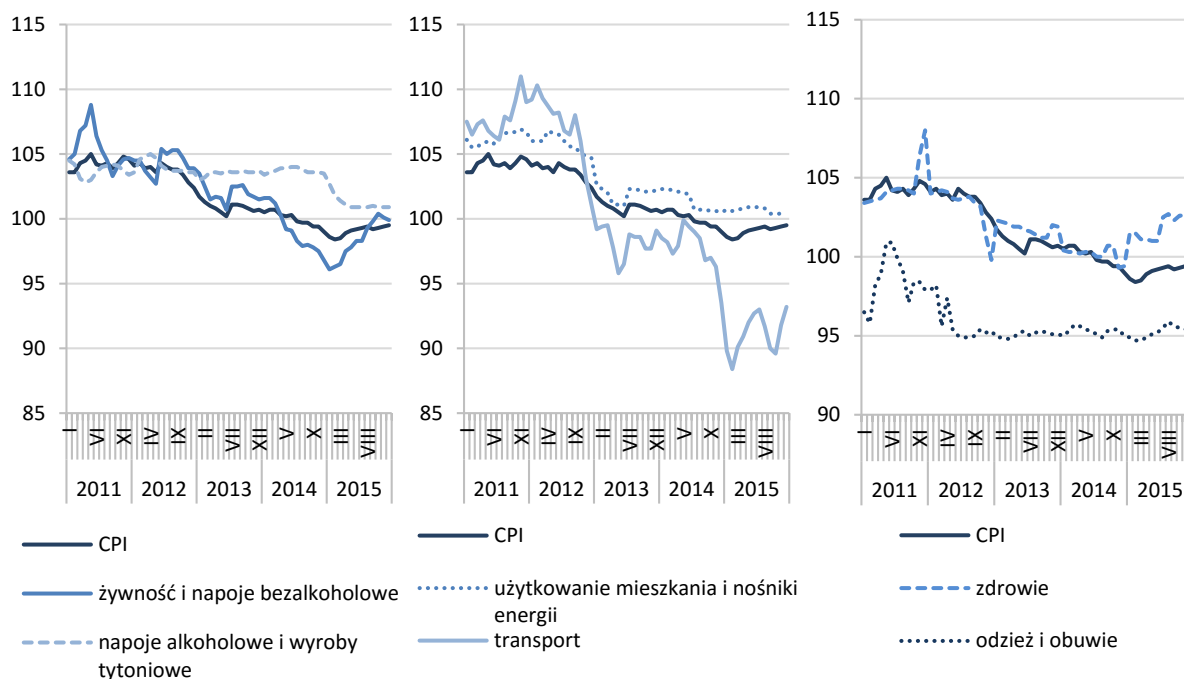 115
110
105
100
95
90
85
I VI XI IV IX II VII XII V X III VIII
2011 2012 2013 2014 2015
CPI
żywność i napoje bezalkoholowe
napoje alkoholowe i wyroby
tytoniowe
115
110
105
100
95
90
85
I VI XI IV IX II VII XII V X III VIII
2011 2012 2013 2014 2015
CPI
użytkowanie mieszkania i nośniki
energii
transport
115
110
105
100
95
90
I VI XI IV IX II VII XII V X III VIII
2011 2012 2013 2014 2015
CPI
zdrowie
odzież i obuwie